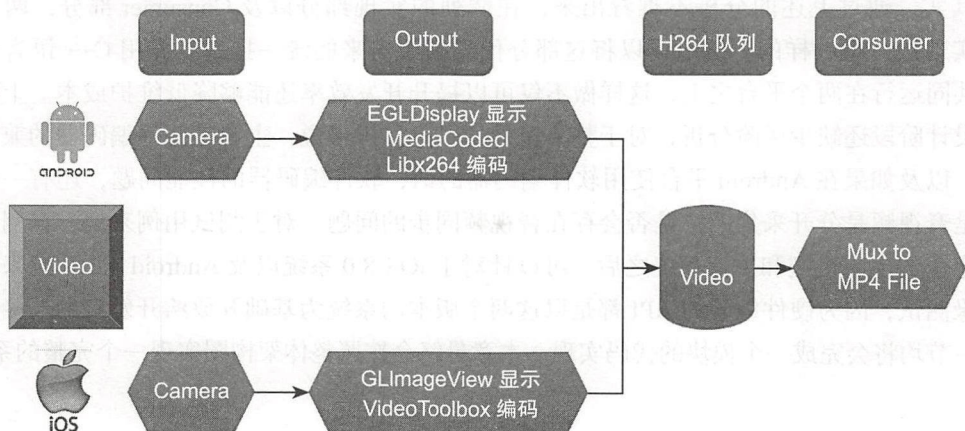 Input
Output
H264 队列
Consumer
ANDROID
Camera
EGLDisplay 显示
MediaCodecl
Libx264 编码
Video
Video
Mux to
MP4 File
iOS
Camera
GLImageView 显示
VideoToolbox 编码